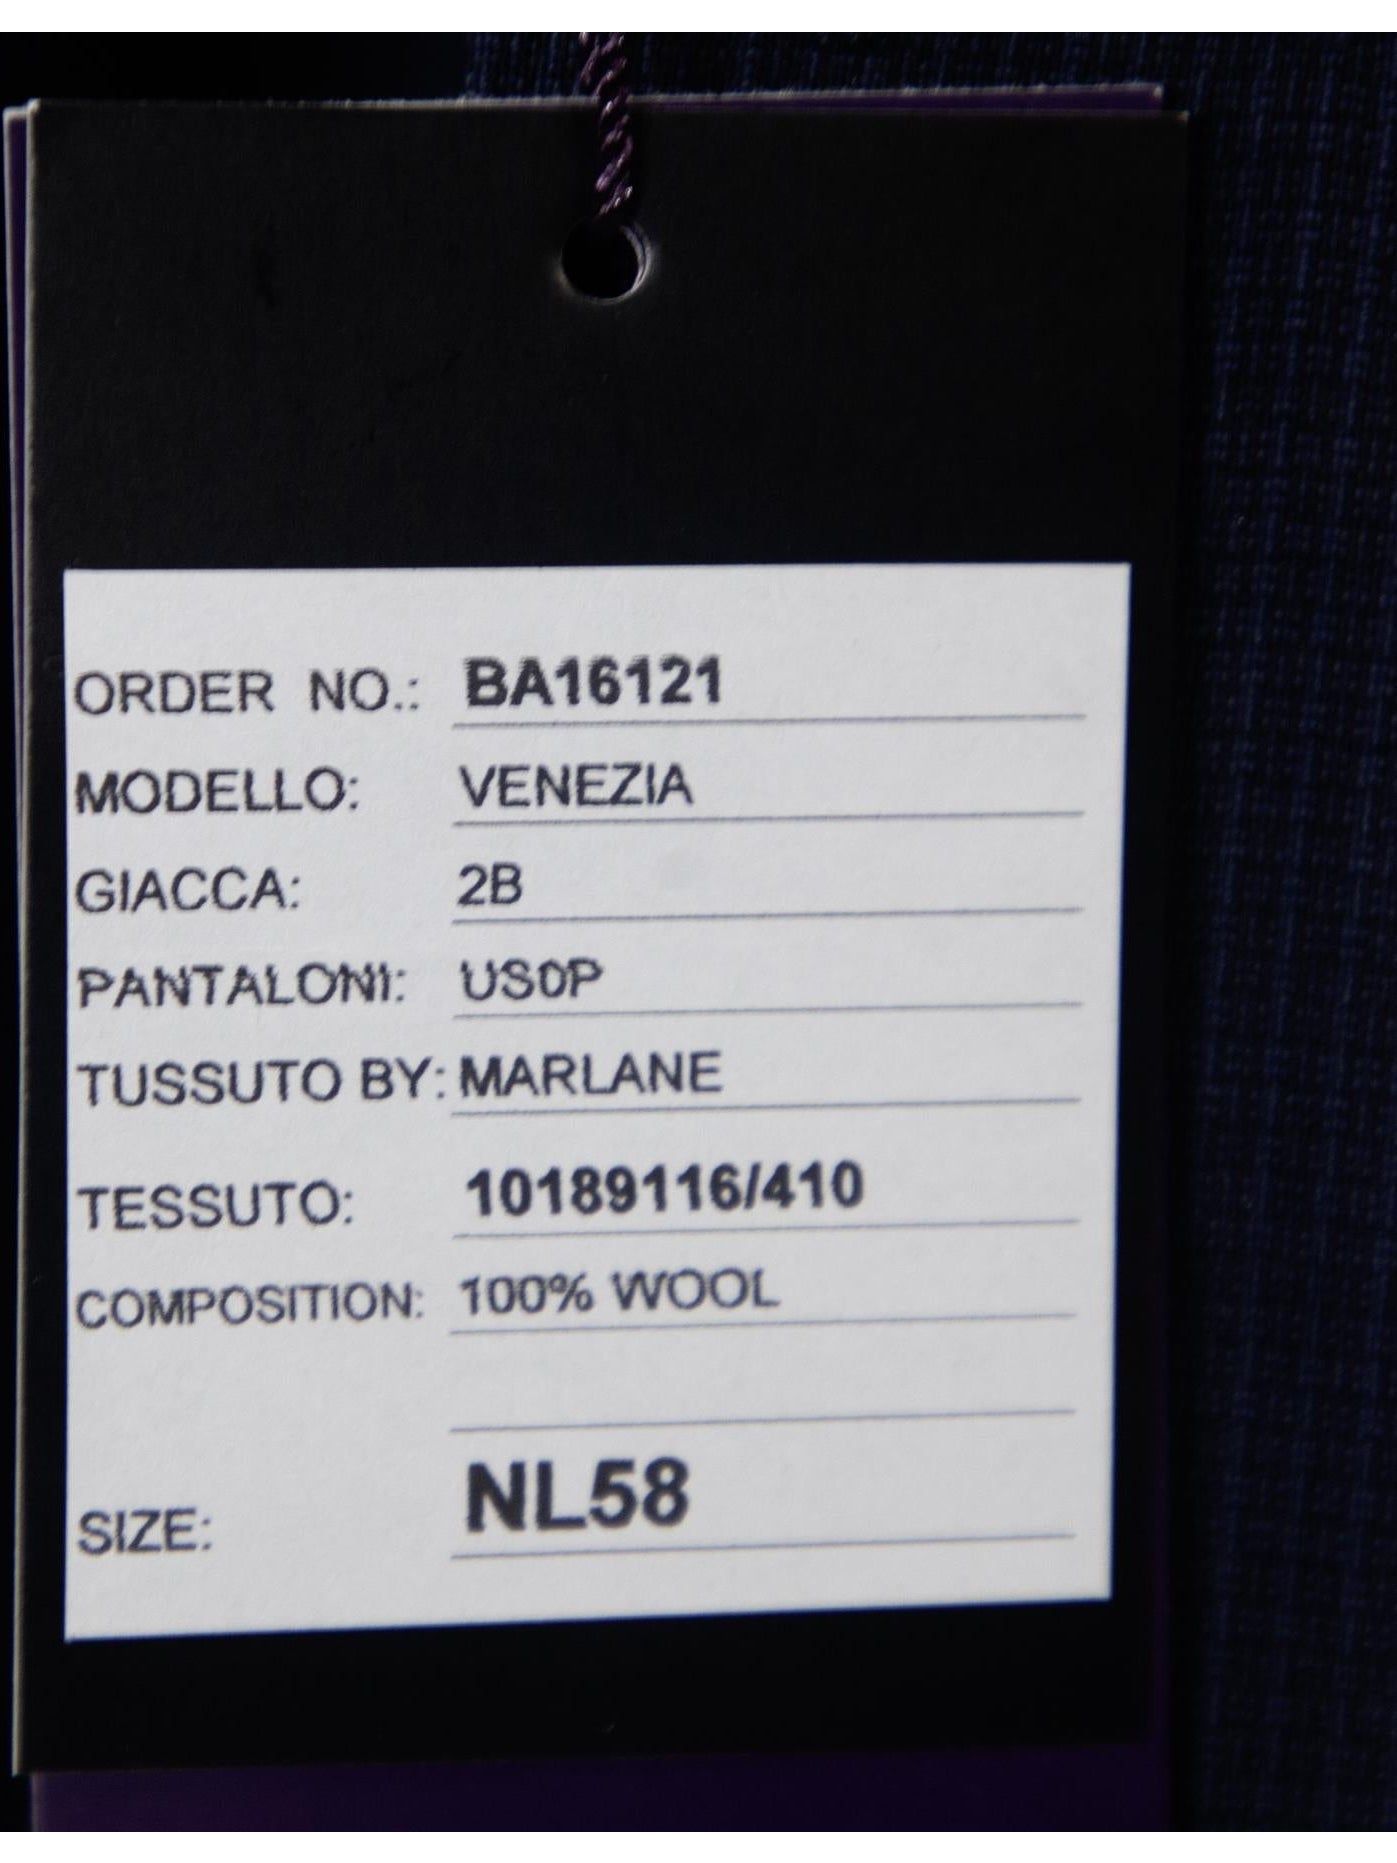 ORDER NO.: BA16121
MODELLO: VENEZIA
GIACCA: 2B
PANTALONI: US0P
TUSSUTO BY: MARLANE
TESSUTO: 10189116/410
COMPOSITION: 100% WOOL
SIZE: NL58